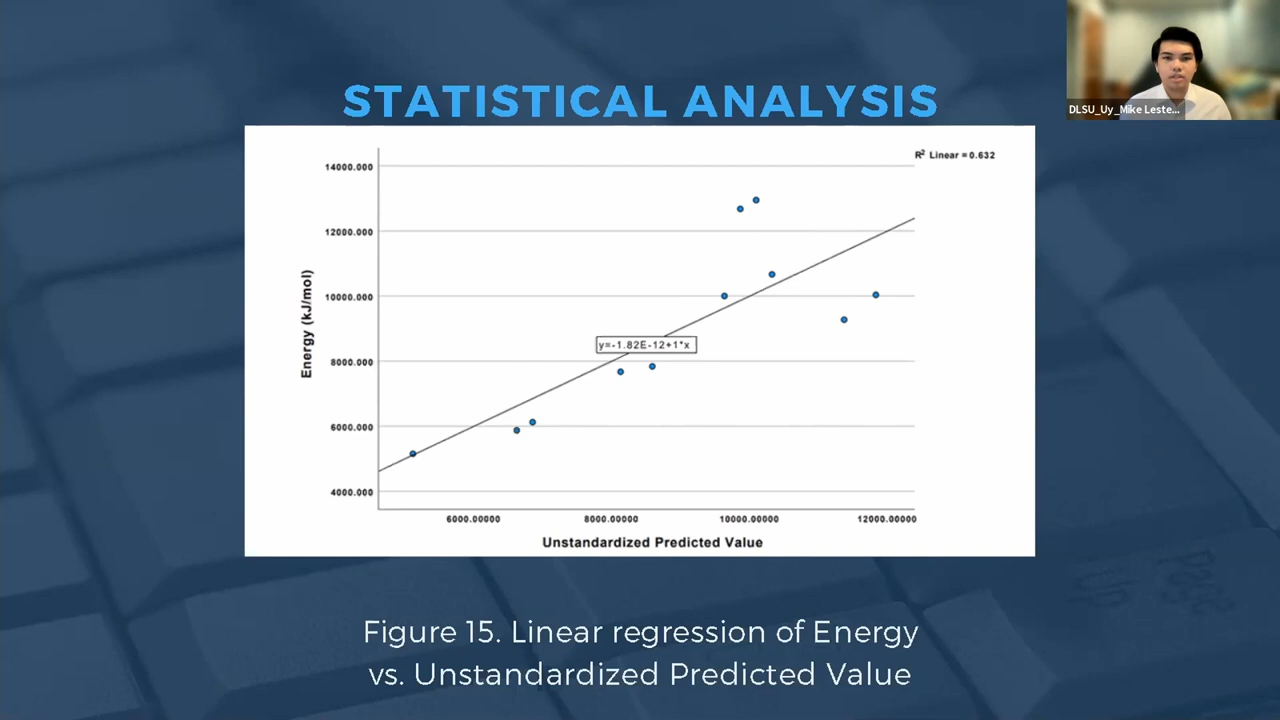 DLSU_Uy_Mike Leste...
STATISTICAL ANALYSIS
R² Linear = 0.632
14000.000
12000.000
10000.000
8000.000
6000.000
4000.000
Energy (kJ/mol)
y=-1.82E-12+1*x
6000.00000 8000.00000 10000.00000 12000.00000
Unstandardized Predicted Value
Figure 15. Linear regression of Energy
vs. Unstandardized Predicted Value